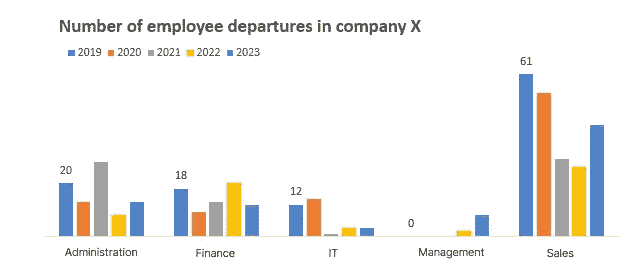 Number of employee departures in company X
2019 2020 2021 2022 2023
61
20
18
12
0
Administration Finance IT Management Sales